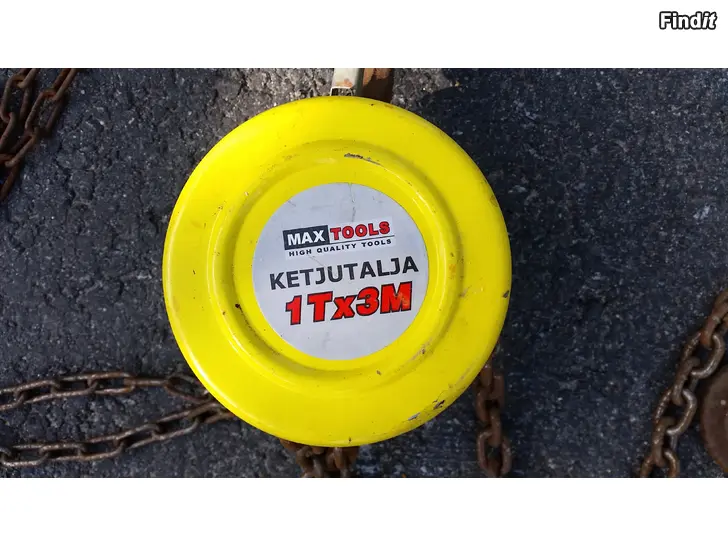 Findit
MAX TOOLS
HIGH QUALITY TOOLS
KETJUTALJA
1Tx3M